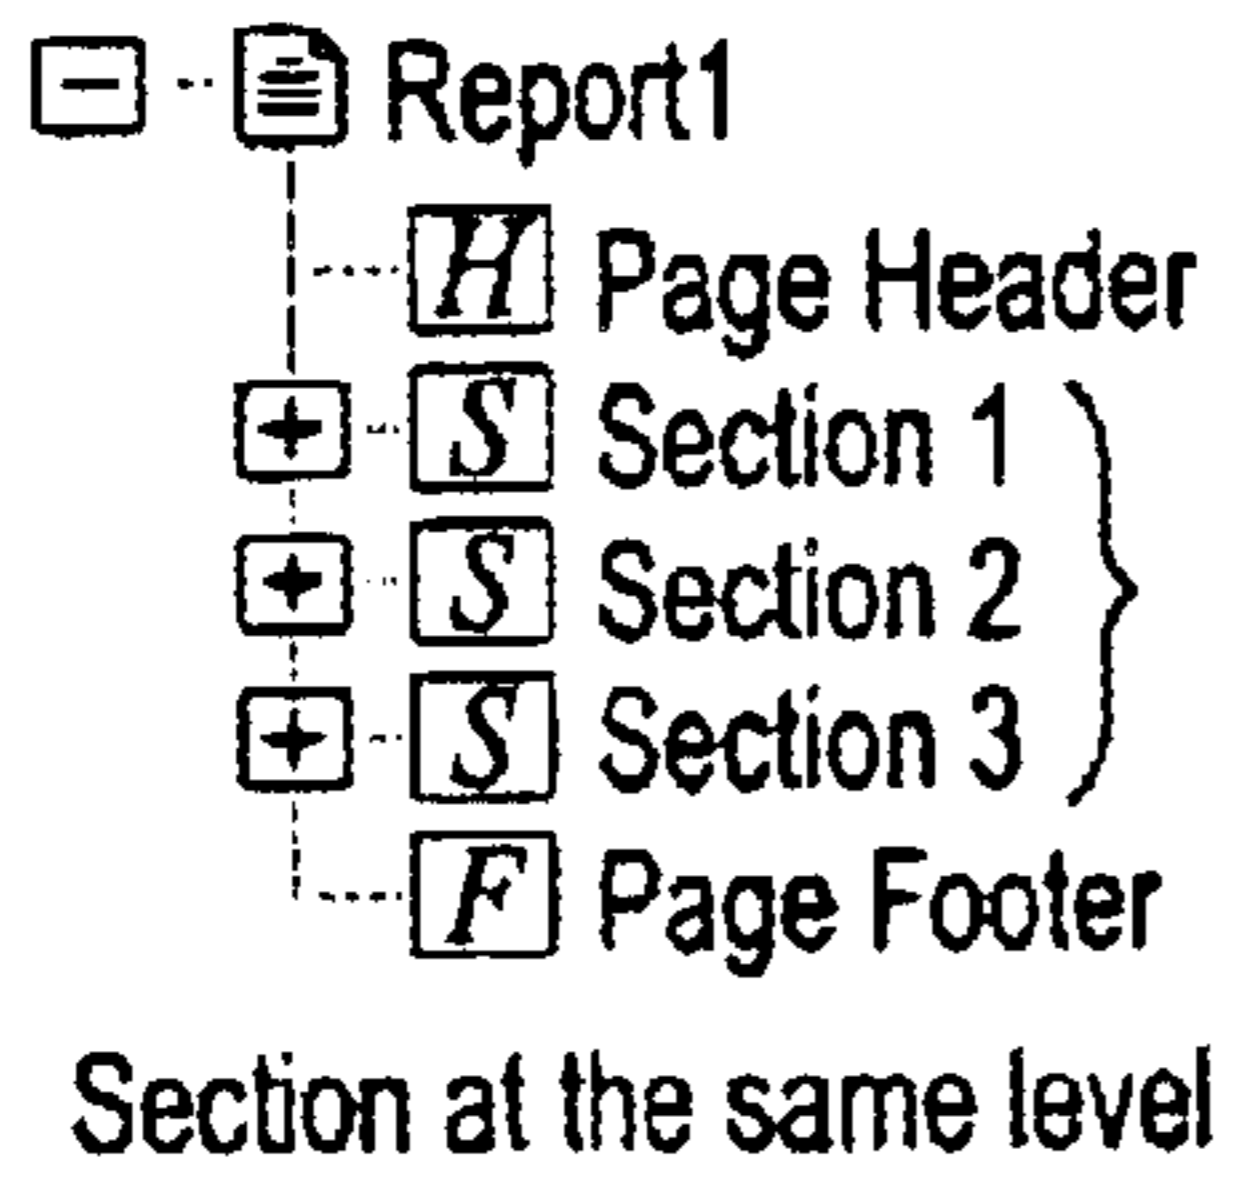 Report1
H Page Header
S Section 1
S Section 2
S Section 3
F Page Footer
Section at the same level